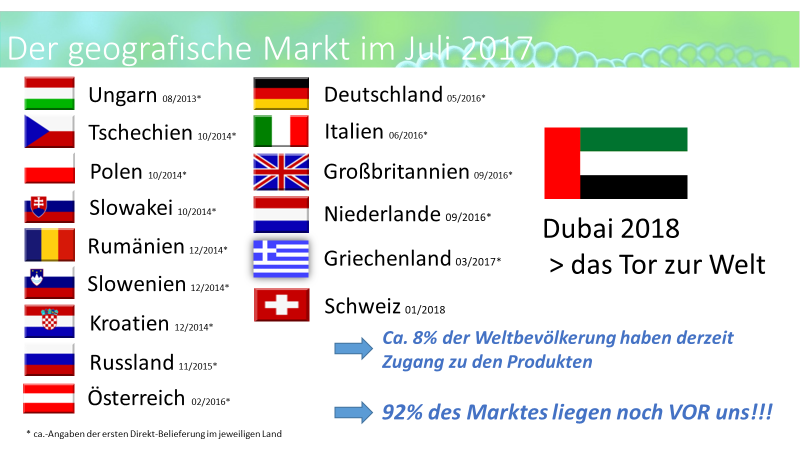 Der geografische Markt im Juli 2017
Ungarn 08/2013*
Tschechien 10/2014*
Polen 10/2014*
Slowakei 10/2014*
Rumänien 12/2014*
Slowenien 12/2014*
Kroatien 12/2014*
Russland 11/2015*
Österreich 02/2016*
Deutschland 05/2016*
Italien 06/2016*
Großbritannien 09/2016*
Niederlande 09/2016*
Griechenland 03/2017*
Schweiz 01/2018
Dubai 2018
> das Tor zur Welt
Ca. 8% der Weltbevölkerung haben derzeit
Zugang zu den Produkten
92% des Marktes liegen noch VOR uns!!!
* ca.-Angaben der ersten Direkt-Belieferung im jeweiligen Land